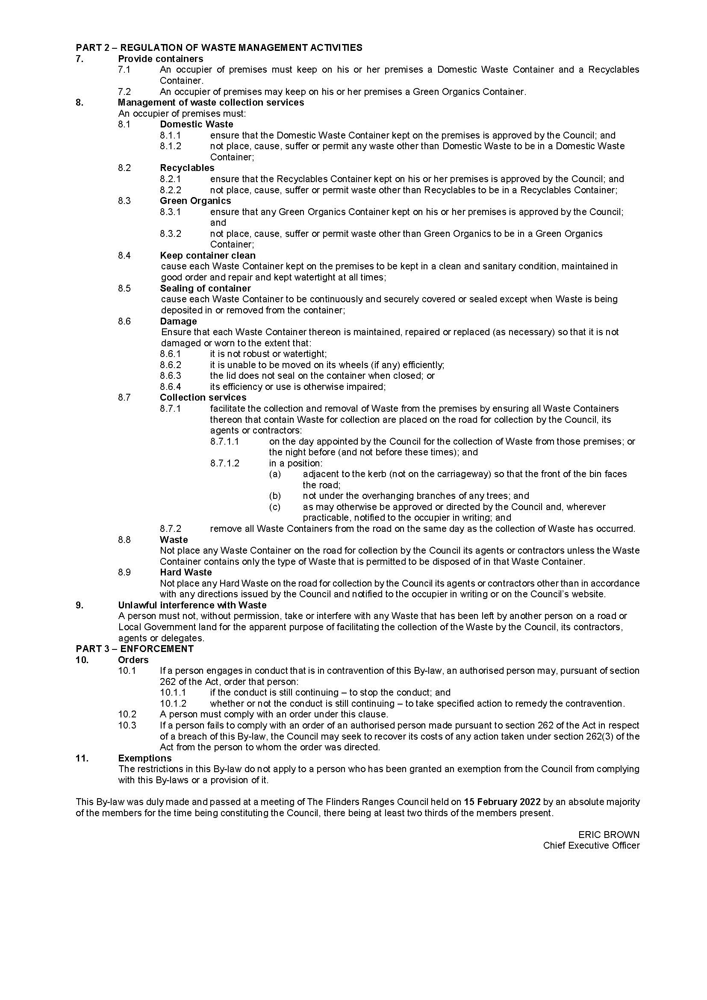 PART 2 – REGULATION OF WASTE MANAGEMENT ACTIVITIES
7. Provide containers
7.1 An occupier of premises must keep on his or her premises a Domestic Waste Container and a Recyclables
Container.
7.2 An occupier of premises may keep on his or her premises a Green Organics Container.
8. Management of waste collection services
An occupier of premises must:
8.1 Domestic Waste
8.1.1 ensure that the Domestic Waste Container kept on the premises is approved by the Council; and
8.1.2 not place, cause, suffer or permit any waste other than Domestic Waste to be in a Domestic Waste
Container;
8.2 Recyclables
8.2.1 ensure that the Recyclables Container kept on his or her premises is approved by the Council; and
8.2.2 not place, cause, suffer or permit waste other than Recyclables to be in a Recyclables Container;
8.3 Green Organics
8.3.1 ensure that any Green Organics Container kept on his or her premises is approved by the Council;
and
8.3.2 not place, cause, suffer or permit waste other than Green Organics to be in a Green Organics
Container;
8.4 Keep container clean
cause each Waste Container kept on the premises to be kept in a clean and sanitary condition, maintained in
good order and repair and kept watertight at all times;
8.5 Sealing of container
cause each Waste Container to be continuously and securely covered or sealed except when Waste is being
deposited in or removed from the container;
8.6 Damage
Ensure that each Waste Container thereon is maintained, repaired or replaced (as necessary) so that it is not
damaged or worn to the extent that:
8.6.1 it is not robust or watertight;
8.6.2 it is unable to be moved on its wheels (if any) efficiently;
8.6.3 the lid does not seal on the container when closed; or
8.6.4 its efficiency or use is otherwise impaired;
8.7 Collection services
8.7.1 facilitate the collection and removal of Waste from the premises by ensuring all Waste Containers
thereon that contain Waste for collection are placed on the road for collection by the Council, its
agents or contractors:
8.7.1.1 on the day appointed by the Council for the collection of Waste from those premises; or
the night before (and not before these times); and
8.7.1.2 in a position:
(a) adjacent to the kerb (not on the carriageway) so that the front of the bin faces
the road;
(b) not under the overhanging branches of any trees; and
(c) as may otherwise be approved or directed by the Council and, wherever
practicable, notified to the occupier in writing; and
8.7.2 remove all Waste Containers from the road on the same day as the collection of Waste has occurred.
8.8 Waste
Not place any Waste Container on the road for collection by the Council its agents or contractors unless the Waste
Container contains only the type of Waste that is permitted to be disposed of in that Waste Container.
8.9 Hard Waste
Not place any Hard Waste on the road for collection by the Council its agents or contractors other than in accordance
with any directions issued by the Council and notified to the occupier in writing or on the Council's website.
9. Unlawful interference with Waste
A person must not, without permission, take or interfere with any Waste that has been left by another person on a road or
Local Government land for the apparent purpose of facilitating the collection of the Waste by the Council, its contractors,
agents or delegates.
PART 3 – ENFORCEMENT
10. Orders
10.1 If a person engages in conduct that is in contravention of this By-law, an authorised person may, pursuant of section
262 of the Act, order that person:
10.1.1 if the conduct is still continuing – to stop the conduct; and
10.1.2 whether or not the conduct is still continuing – to take specified action to remedy the contravention.
10.2 A person must comply with an order under this clause.
10.3 If a person fails to comply with an order of an authorised person made pursuant to section 262 of the Act in respect
of a breach of this By-law, the Council may seek to recover its costs of any action taken under section 262(3) of the
Act from the person to whom the order was directed.
11. Exemptions
The restrictions in this By-law do not apply to a person who has been granted an exemption from the Council from complying
with this By-laws or a provision of it.
This By-law was duly made and passed at a meeting of The Flinders Ranges Council held on 15 February 2022 by an absolute majority
of the members for the time being constituting the Council, there being at least two thirds of the members present.
ERIC BROWN
Chief Executive Officer